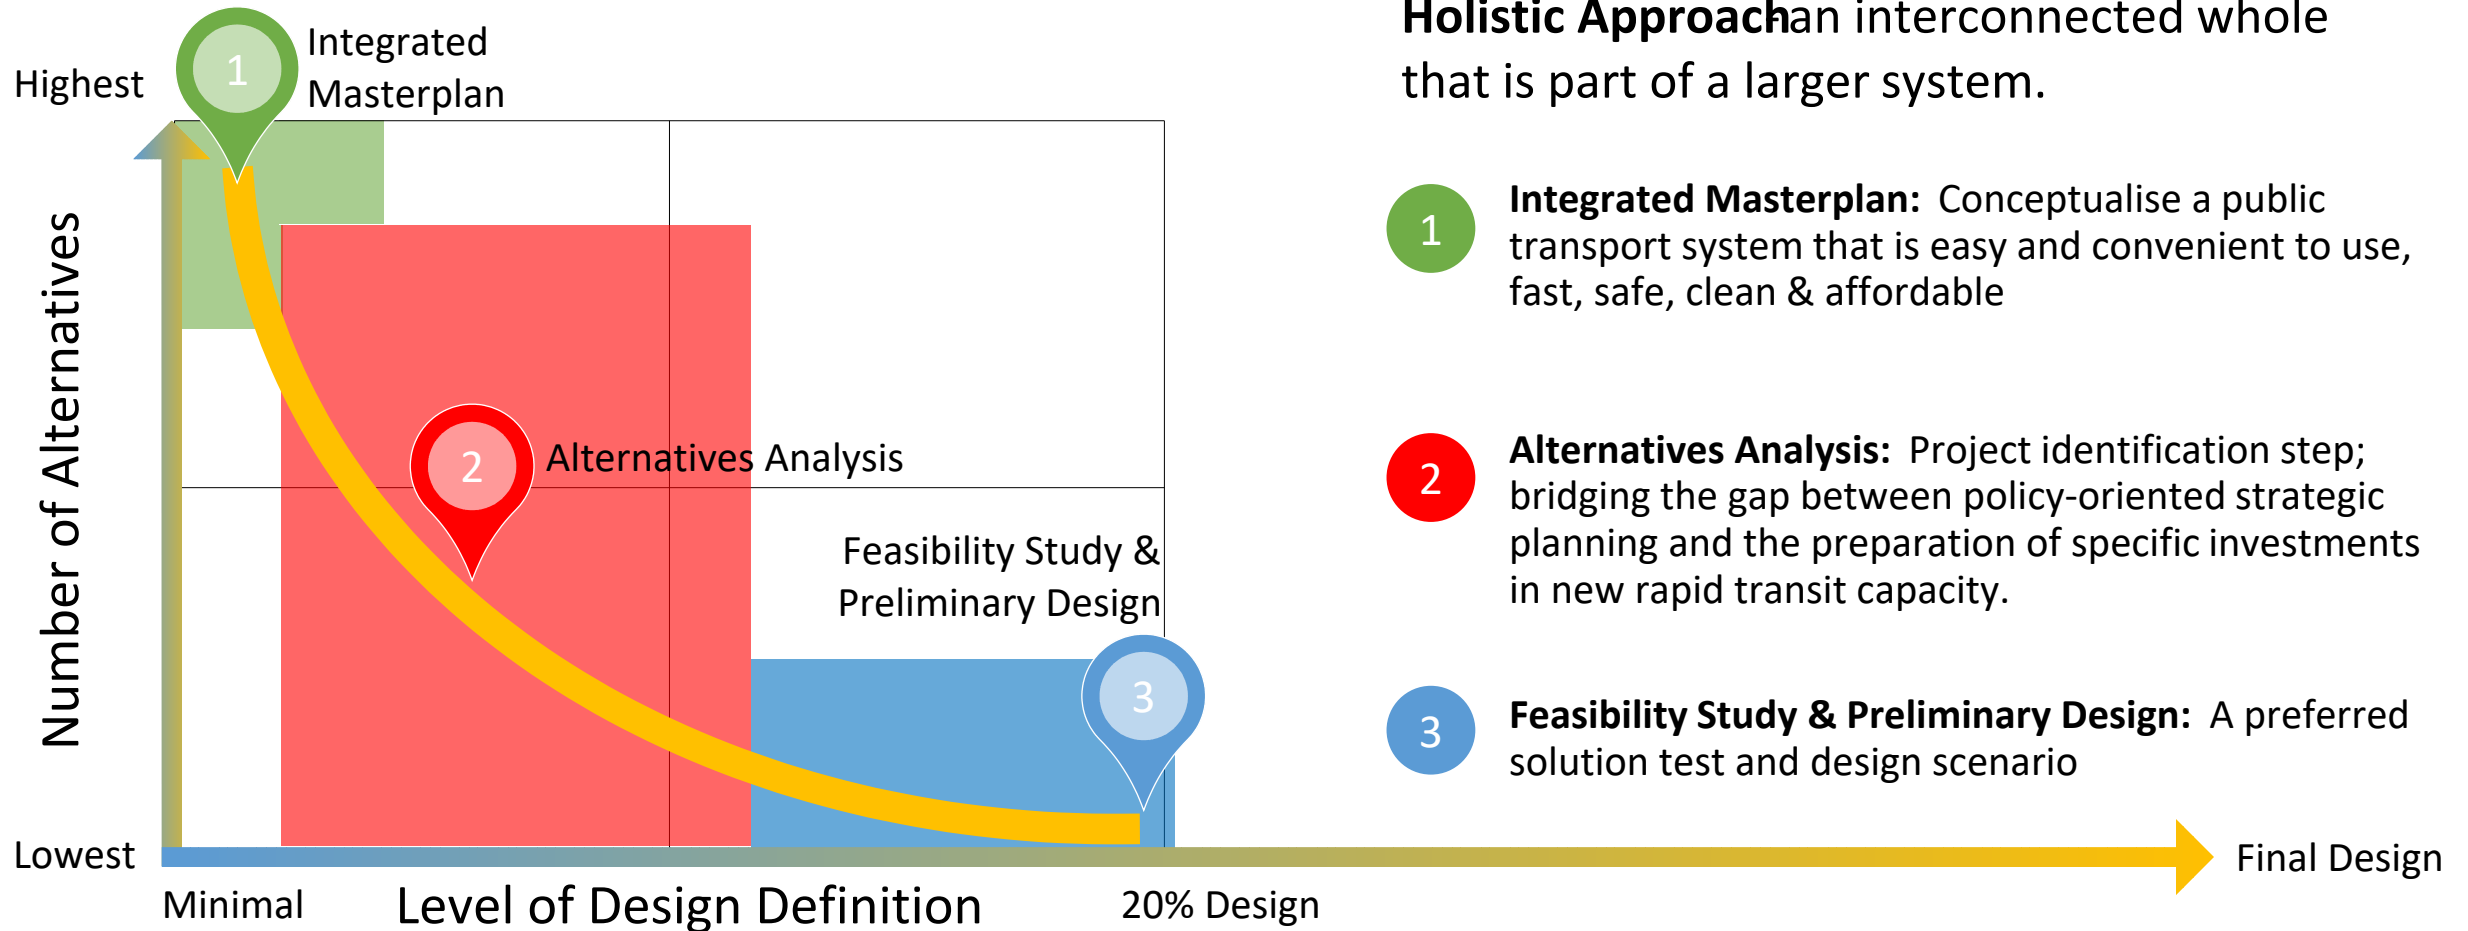 Highest
1
Integrated
Masterplan
Number of Alternatives
2
Alternatives Analysis
Feasibility Study &
Preliminary Design
3
Lowest
Minimal
Level of Design Definition
20% Design
Final Design
Holistic Approach-an interconnected whole
that is part of a larger system.
1
Integrated Masterplan: Conceptualise a public
transport system that is easy and convenient to use,
fast, safe, clean & affordable
2
Alternatives Analysis: Project identification step;
bridging the gap between policy-oriented strategic
planning and the preparation of specific investments
in new rapid transit capacity.
3
Feasibility Study & Preliminary Design: A preferred
solution test and design scenario